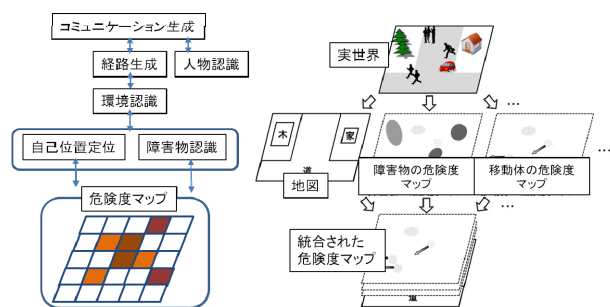 コミュニケーション生成
経路生成
人物認識
環境認識
自己位置定位
障害物認識
危険度マップ
実世界
...
木
家
道
地図
障害物の危険度
マップ
移動体の危険度
マップ
...
...
統合された
危険度マップ
道